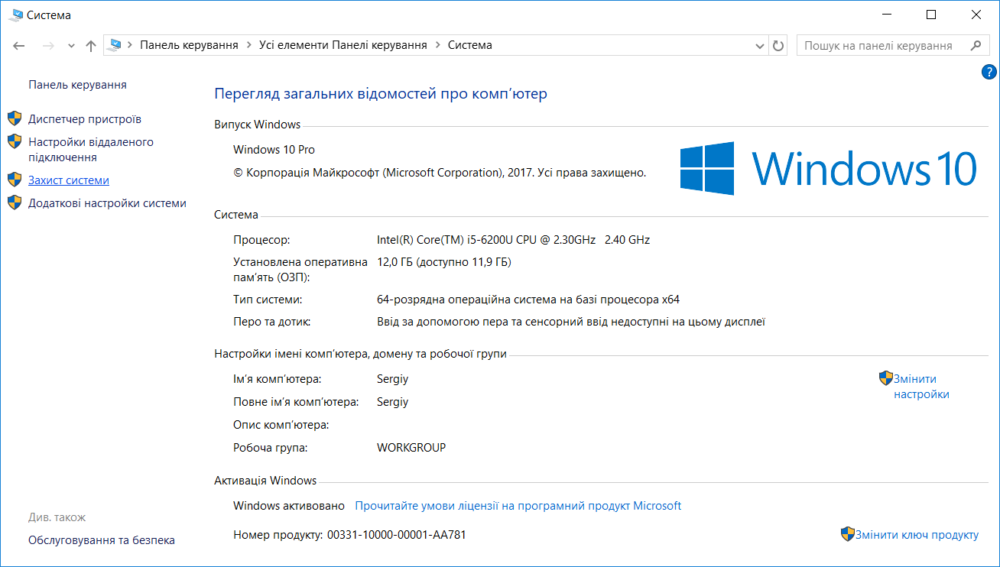 Система
Панель керування > Усі елементи Панелі керування > Система
Пошук на панелі керування
?
Панель керування
Диспетчер пристроїв
Настройки віддаленого
підключення
Захист системи
Додаткові настройки системи
Перегляд загальних відомостей про комп’ютер
Випуск Windows
Windows 10 Pro
© Корпорація Майкрософт (Microsoft Corporation), 2017. Усі права захищено.
Windows 10
Система
Процесор: Intel(R) Core(TM) i5-6200U CPU @ 2.30GHz 2.40 GHz
Установлена оперативна 12,0 ГБ (доступно 11,9 ГБ)
пам’ять (ОЗП):
Тип системи: 64-розрядна операційна система на базі процесора x64
Перо та дотик: Ввід за допомогою пера та сенсорний ввід недоступні на цьому дисплеї
Настройки імені комп’ютера, домену та робочої групи
Ім’я комп’ютера: Sergiy
Змінити
настройки
Повне ім’я комп’ютера: Sergiy
Опис комп’ютера:
Робоча група: WORKGROUP
Активація Windows
Windows активовано Прочитайте умови ліцензії на програмний продукт Microsoft
Номер продукту: 00331-10000-00001-AA781
Змінити ключ продукту
Див. також
Обслуговування та безпека